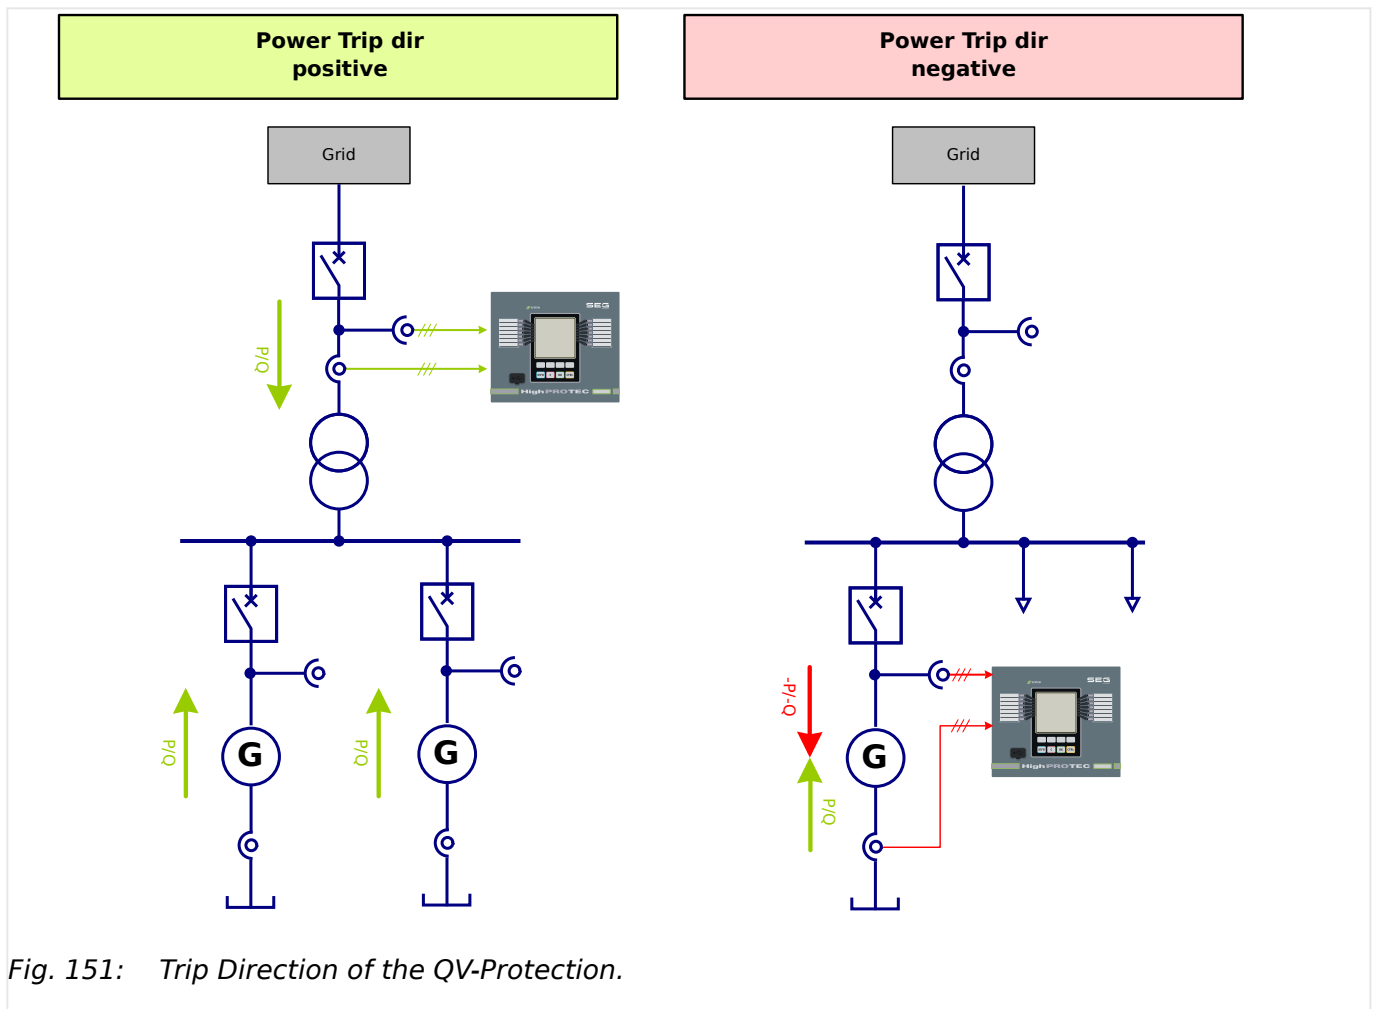 Power Trip dir
positive
Power Trip dir
negative
Grid
Grid
SEG
P/Q
HighPROTEC
P/Q
P/Q
G
G
-P/-Q
SEG
G
P/Q
HighPROTEC
Fig. 151: Trip Direction of the QV-Protection.